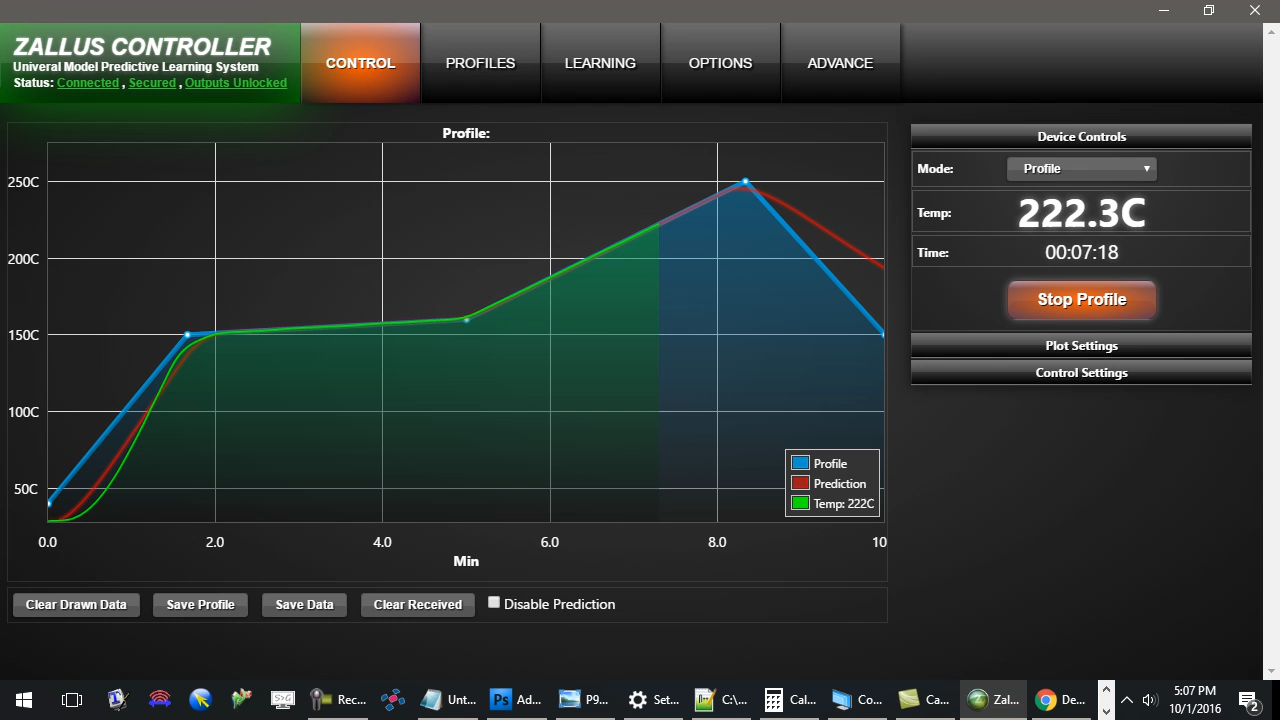 ZALLUS CONTROLLER
Univeral Model Predictive Learning System
Status: Connected , Secured , Outputs Unlocked
CONTROL
PROFILES
LEARNING
OPTIONS
ADVANCE
Profile:
250C
200C
150C
100C
50C
0.0
2.0
4.0
6.0
8.0
10
Min
Profile
Prediction
Temp: 222C
Clear Drawn Data
Save Profile
Save Data
Clear Received
Disable Prediction
Device Controls
Mode: Profile
Temp: 222.3C
Time: 00:07:18
Stop Profile
Plot Settings
Control Settings
Rec...
Unt...
Ps Ad...
P9...
Set...
C:\...
Cal...
Co...
Ca...
Zal...
De...
5:07 PM
10/1/2016
2